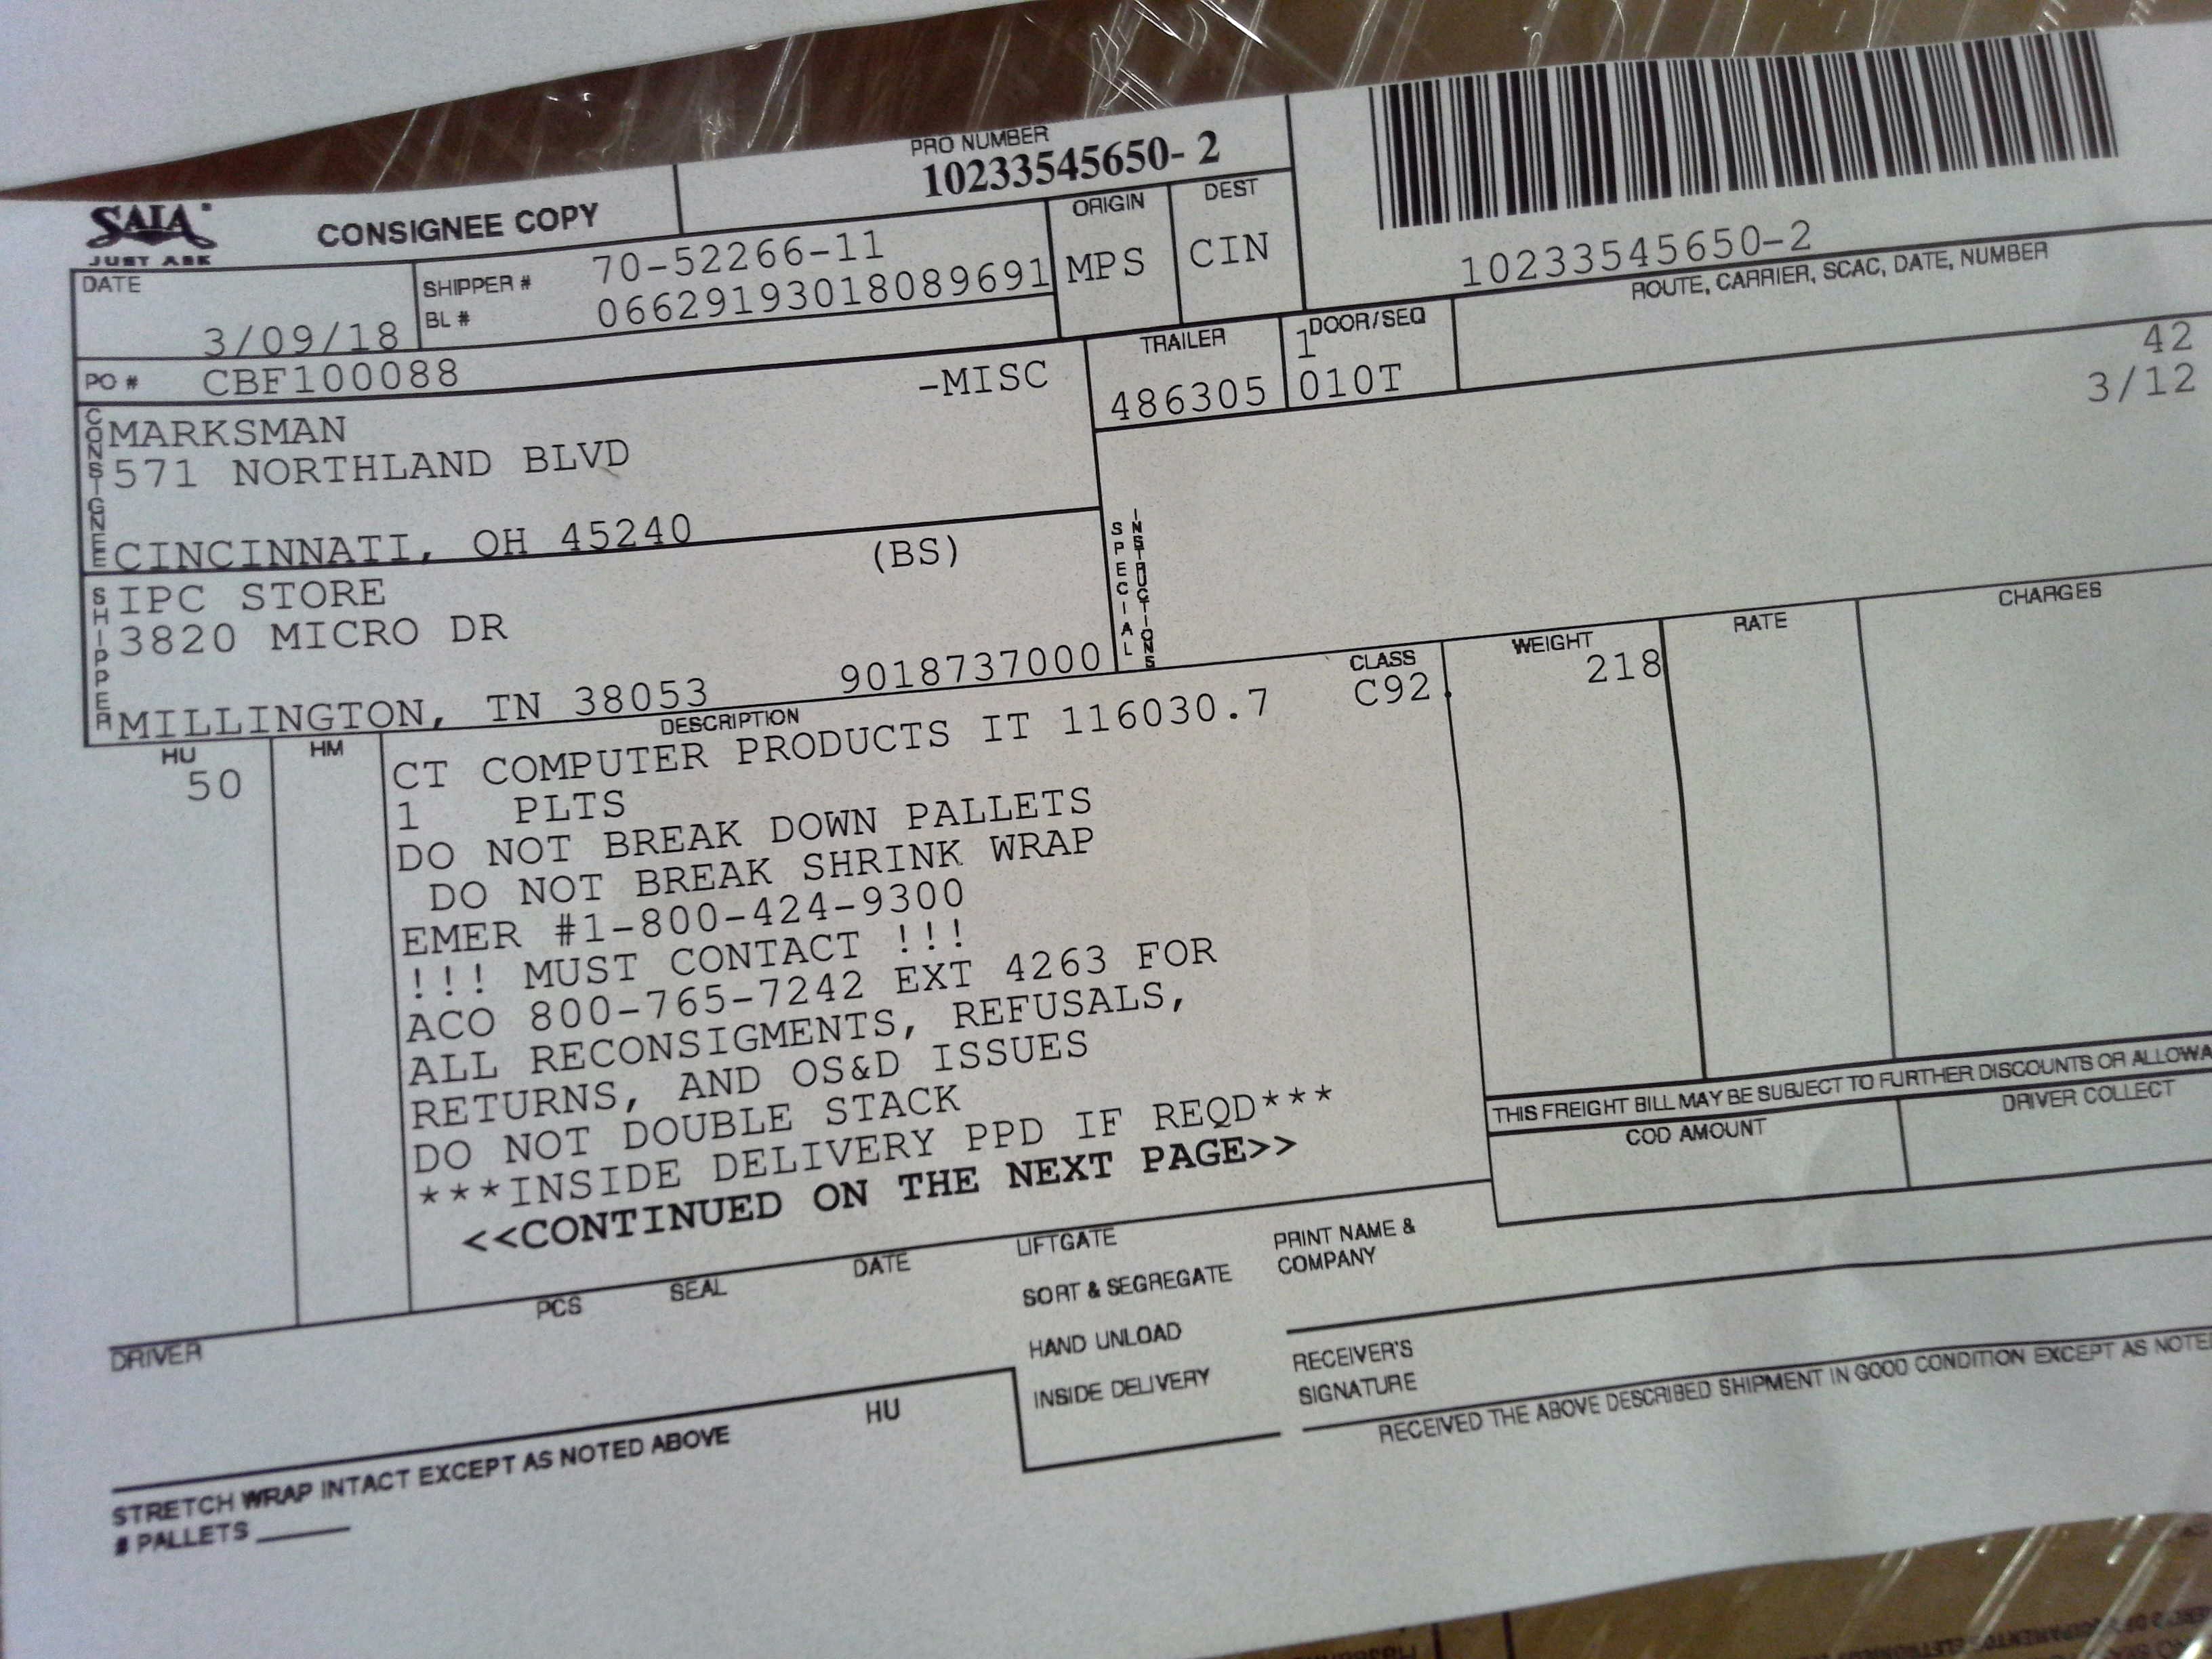 PRO NUMBER
10233545650- 2
SAIA
JUST ASK
CONSIGNEE COPY
ORIGIN
MPS
DEST
CIN
10233545650-2
DATE
3/09/18
SHIPPER # 70-52266-11
BL # 06629193018089691
ROUTE, CARRIER, SCAC, DATE, NUMBER
42
3/12
PO # CBF100088
-MISC
TRAILER
486305
DOOR/SEQ
1
010T
CONSIGNEE
MARKSMAN
571 NORTHLAND BLVD
CINCINNATI, OH 45240
(BS)
SPECIAL INSTRUCTIONS
SHIPPER
IPC STORE
3820 MICRO DR
MILLINGTON, TN 38053 9018737000
HU
50
HM
DESCRIPTION
CLASS
WEIGHT
RATE
CHARGES
CT COMPUTER PRODUCTS IT 116030.7 C92. 218
1 PLTS
DO NOT BREAK DOWN PALLETS
DO NOT BREAK SHRINK WRAP
EMER #1-800-424-9300
!!! MUST CONTACT !!!
ACO 800-765-7242 EXT 4263 FOR
ALL RECONSIGMENTS, REFUSALS,
RETURNS, AND OS&D ISSUES
DO NOT DOUBLE STACK
***INSIDE DELIVERY PPD IF REQD***
<<CONTINUED ON THE NEXT PAGE>>
THIS FREIGHT BILL MAY BE SUBJECT TO FURTHER DISCOUNTS OR ALLOWA
COD AMOUNT
DRIVER COLLECT
DRIVER
PCS
SEAL
DATE
LIFTGATE
SORT & SEGREGATE
HAND UNLOAD
INSIDE DELIVERY
PRINT NAME &
COMPANY
RECEIVER'S
SIGNATURE
RECEIVED THE ABOVE DESCRIBED SHIPMENT IN GOOD CONDITION EXCEPT AS NOTE
HU
STRETCH WRAP INTACT EXCEPT AS NOTED ABOVE
# PALLETS